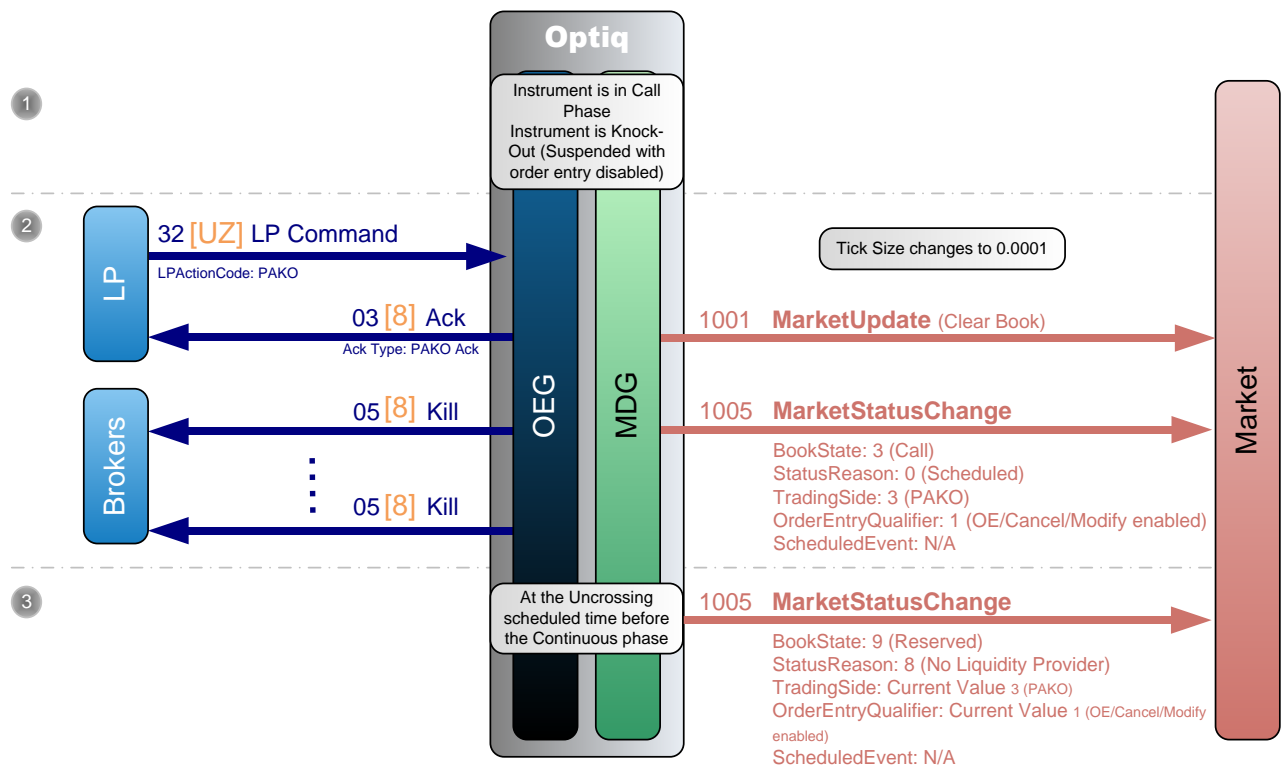 Optiq
1
Instrument is in Call
Phase
Instrument is Knock-
Out (Suspended with
order entry disabled)
2
LP
32 [UZ] LP Command
LPActionCode: PAKO
Tick Size changes to 0.0001
03 [8] Ack
Ack Type: PAKO Ack
1001 MarketUpdate (Clear Book)
OEG
MDG
Market
Brokers
05 [8] Kill
05 [8] Kill
1005 MarketStatusChange
BookState: 3 (Call)
StatusReason: 0 (Scheduled)
TradingSide: 3 (PAKO)
OrderEntryQualifier: 1 (OE/Cancel/Modify enabled)
ScheduledEvent: N/A
3
At the Uncrossing
scheduled time before
the Continuous phase
1005 MarketStatusChange
BookState: 9 (Reserved)
StatusReason: 8 (No Liquidity Provider)
TradingSide: Current Value 3 (PAKO)
OrderEntryQualifier: Current Value 1 (OE/Cancel/Modify
enabled)
ScheduledEvent: N/A